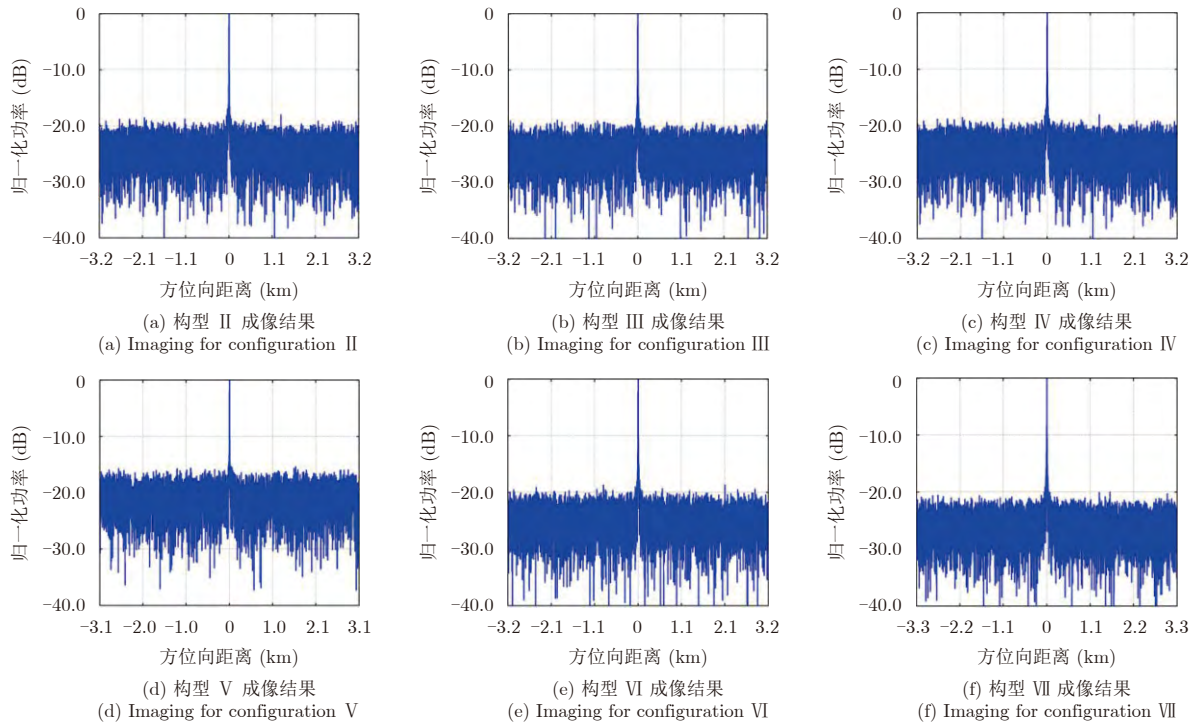 0
−10.0
−20.0
−30.0
−40.0
归一化功率 (dB)
−3.2 −2.1 −1.1 0 1.1 2.1 3.2
方位向距离 (km)
(a) 构型 Ⅱ 成像结果
(a) Imaging for configuration Ⅱ
0
−10.0
−20.0
−30.0
−40.0
归一化功率 (dB)
−3.2 −2.1 −1.1 0 1.1 2.1 3.2
方位向距离 (km)
(b) 构型 Ⅲ 成像结果
(b) Imaging for configuration Ⅲ
0
−10.0
−20.0
−30.0
−40.0
归一化功率 (dB)
−3.2 −2.1 −1.1 0 1.1 2.1 3.2
方位向距离 (km)
(c) 构型 Ⅳ 成像结果
(c) Imaging for configuration Ⅳ
0
−10.0
−20.0
−30.0
−40.0
归一化功率 (dB)
−3.1 −2.0 −1.0 0 1.0 2.1 3.1
方位向距离 (km)
(d) 构型 Ⅴ 成像结果
(d) Imaging for configuration Ⅴ
0
−10.0
−20.0
−30.0
−40.0
归一化功率 (dB)
−3.2 −2.1 −1.1 0 1.1 2.2 3.2
方位向距离 (km)
(e) 构型 Ⅵ 成像结果
(e) Imaging for configuration Ⅵ
0
−10.0
−20.0
−30.0
−40.0
归一化功率 (dB)
−3.3 −2.2 −1.1 0 1.1 2.2 3.3
方位向距离 (km)
(f) 构型 Ⅶ 成像结果
(f) Imaging for configuration Ⅶ